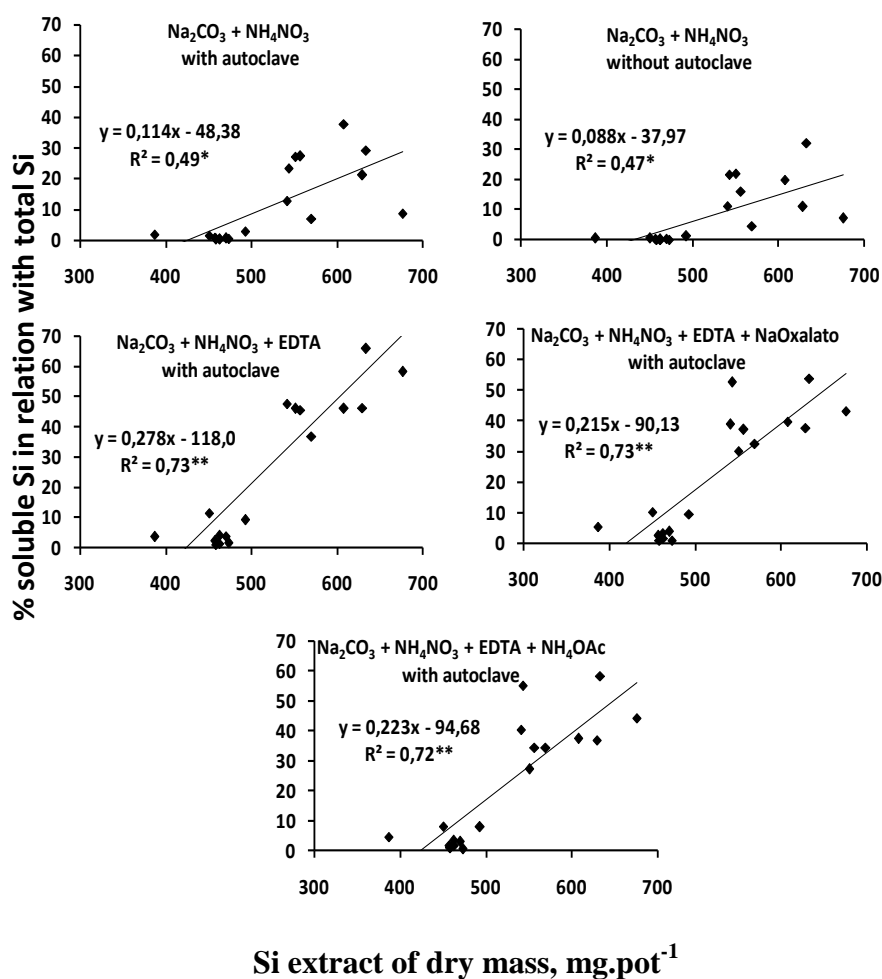 % soluble Si in relation with total Si
Na₂CO₃ + NH₄NO₃
with autoclave
y = 0,114x - 48,38
R² = 0,49*
70
60
50
40
30
20
10
0
300 400 500 600 700
Na₂CO₃ + NH₄NO₃
without autoclave
y = 0,088x - 37,97
R² = 0,47*
70
60
50
40
30
20
10
0
300 400 500 600 700
Na₂CO₃ + NH₄NO₃ + EDTA
with autoclave
y = 0,278x - 118,0
R² = 0,73**
70
60
50
40
30
20
10
0
300 400 500 600 700
Na₂CO₃ + NH₄NO₃ + EDTA + NaOxalato
with autoclave
y = 0,215x - 90,13
R² = 0,73**
70
60
50
40
30
20
10
0
300 400 500 600 700
Na₂CO₃ + NH₄NO₃ + EDTA + NH₄OAc
with autoclave
y = 0,223x - 94,68
R² = 0,72**
70
60
50
40
30
20
10
0
300 400 500 600 700
Si extract of dry mass, mg.pot⁻¹